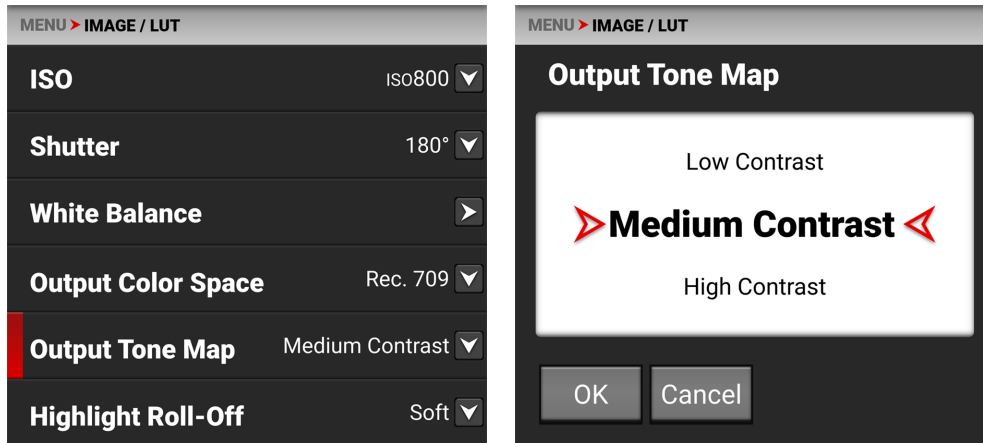 MENU IMAGE / LUT
ISO ISO800
Shutter 180°
White Balance
Output Color Space Rec. 709
Output Tone Map Medium Contrast
Highlight Roll-Off Soft
MENU IMAGE / LUT
Output Tone Map
Low Contrast
Medium Contrast
High Contrast
OK Cancel